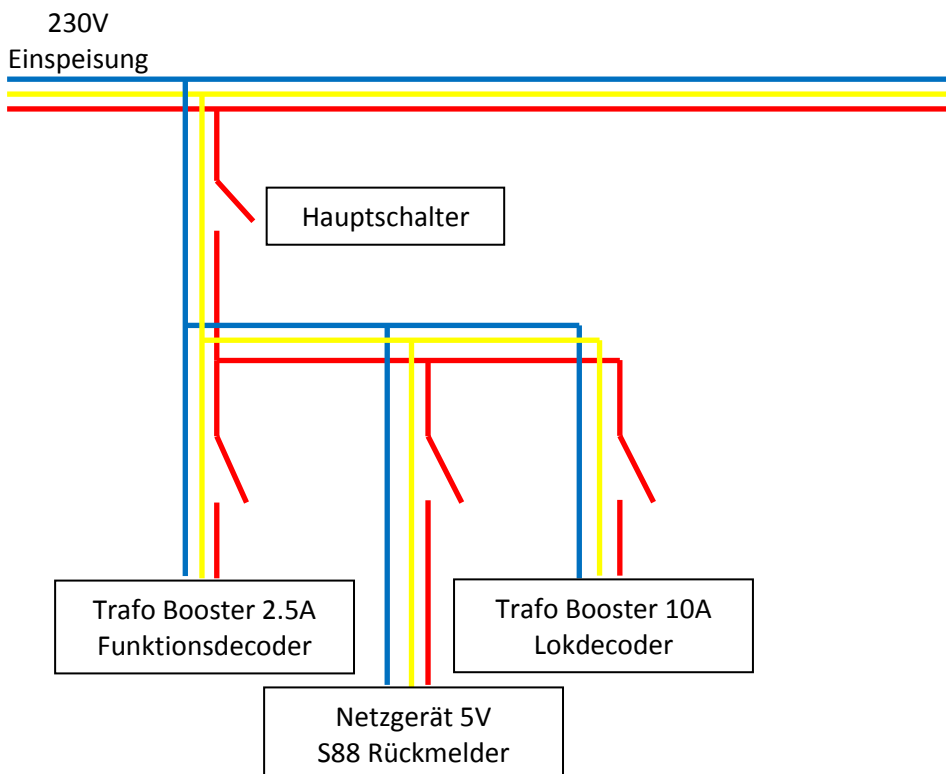 230V
Einspeisung
Hauptschalter
Trafo Booster 2.5A
Funktionsdecoder
Trafo Booster 10A
Lokdecoder
Netzgerät 5V
S88 Rückmelder